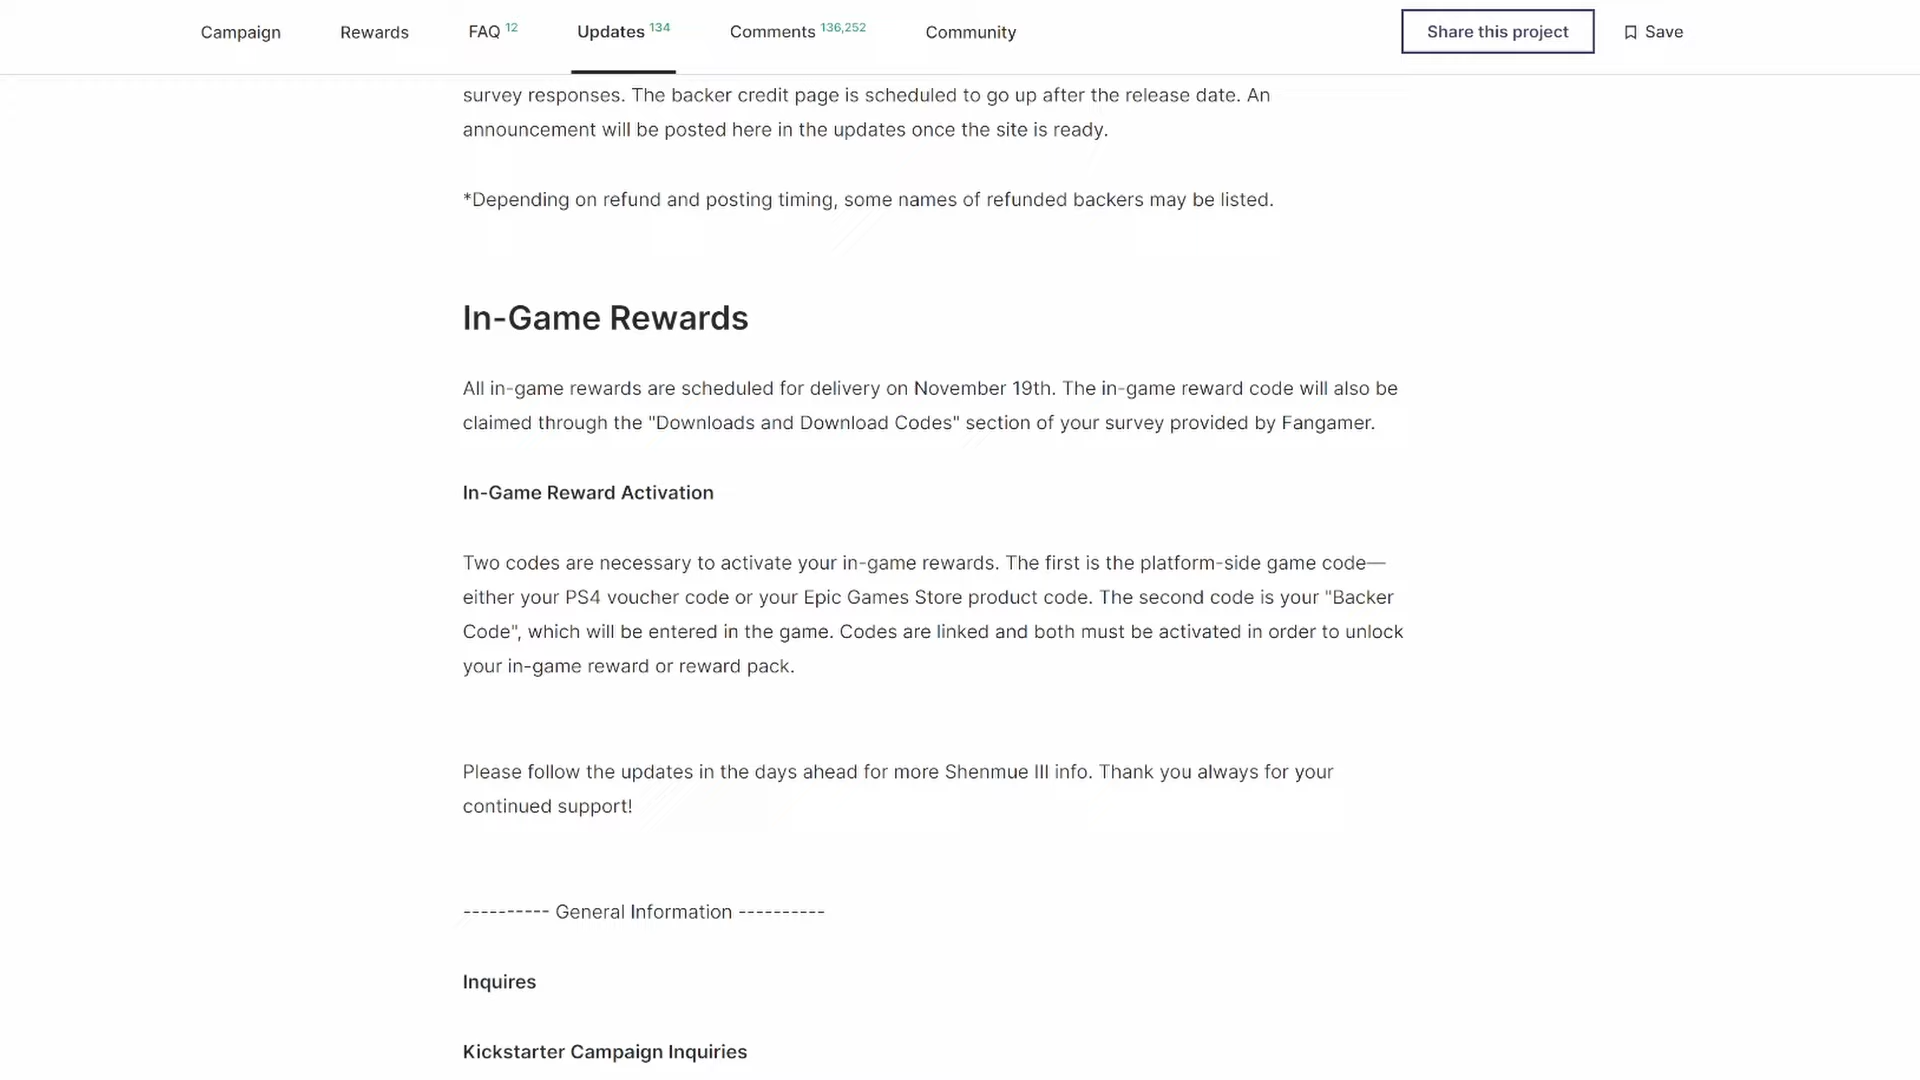 Campaign Rewards FAQ 12 Updates 134 Comments 136,252 Community Share this project Save
survey responses. The backer credit page is scheduled to go up after the release date. An
announcement will be posted here in the updates once the site is ready.
*Depending on refund and posting timing, some names of refunded backers may be listed.
In-Game Rewards
All in-game rewards are scheduled for delivery on November 19th. The in-game reward code will also be
claimed through the "Downloads and Download Codes" section of your survey provided by Fangamer.
In-Game Reward Activation
Two codes are necessary to activate your in-game rewards. The first is the platform-side game code—
either your PS4 voucher code or your Epic Games Store product code. The second code is your "Backer
Code", which will be entered in the game. Codes are linked and both must be activated in order to unlock
your in-game reward or reward pack.
Please follow the updates in the days ahead for more Shenmue III info. Thank you always for your
continued support!
---------- General Information ----------
Inquires
Kickstarter Campaign Inquiries